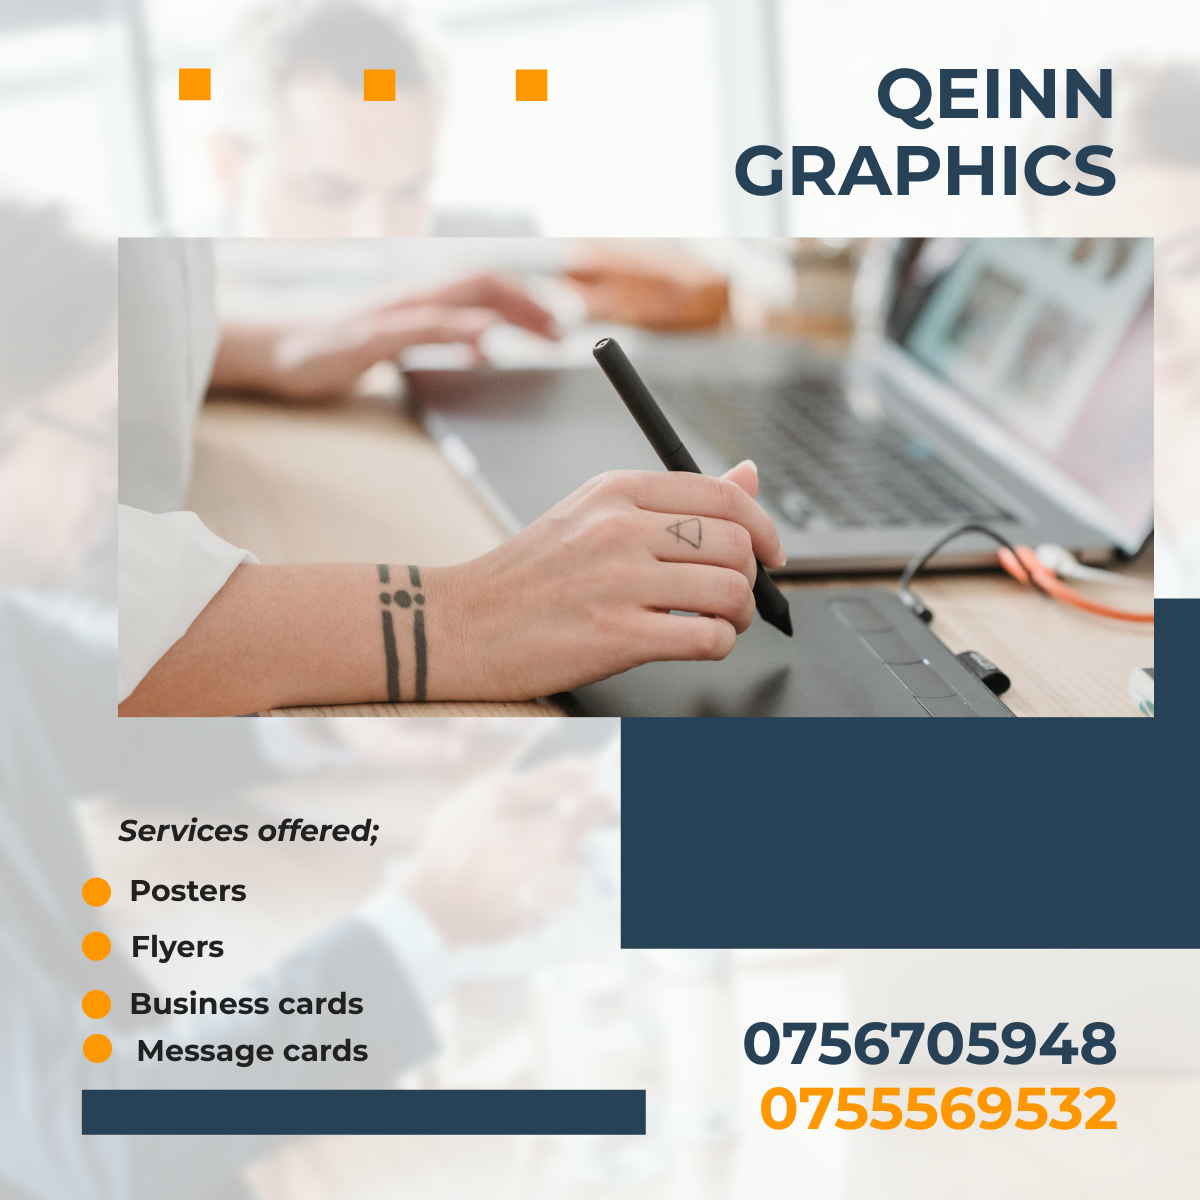 QEINN
GRAPHICS
Services offered;
Posters
Flyers
Business cards
Message cards
0756705948
0755569532